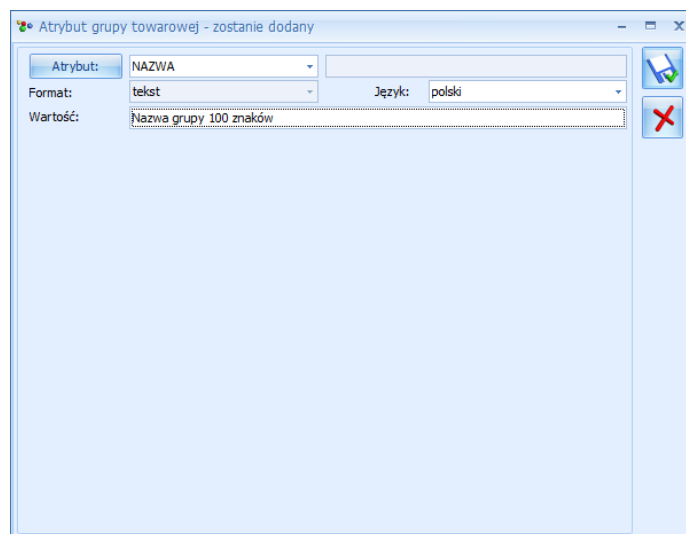 Atrybut grupy towarowej - zostanie dodany
Atrybut: NAZWA
Format: tekst Język: polski
Wartość: Nazwa grupy 100 znaków